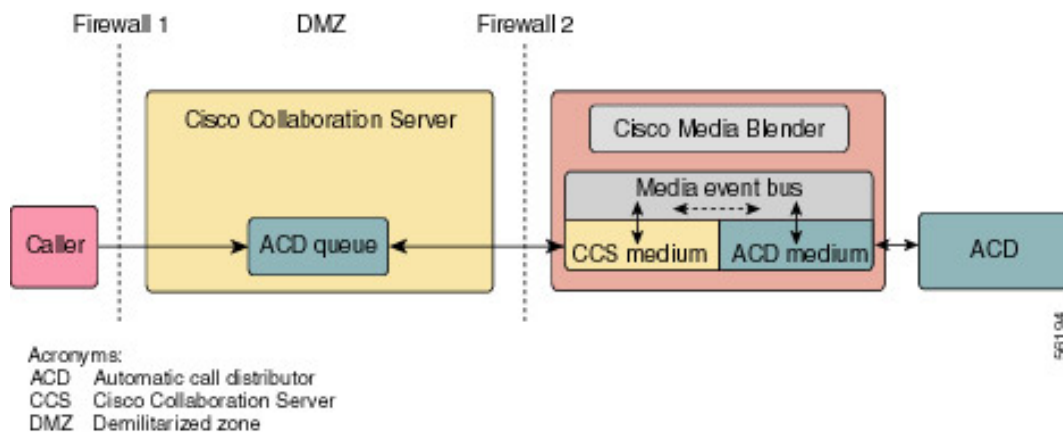 Firewall 1
DMZ
Firewall 2
Cisco Collaboration Server
Cisco Media Blender
Media event bus
Caller
ACD queue
CCS medium
ACD medium
ACD
56194
Acronyms:
ACD Automatic call distributor
CCS Cisco Collaboration Server
DMZ Demilitarized zone